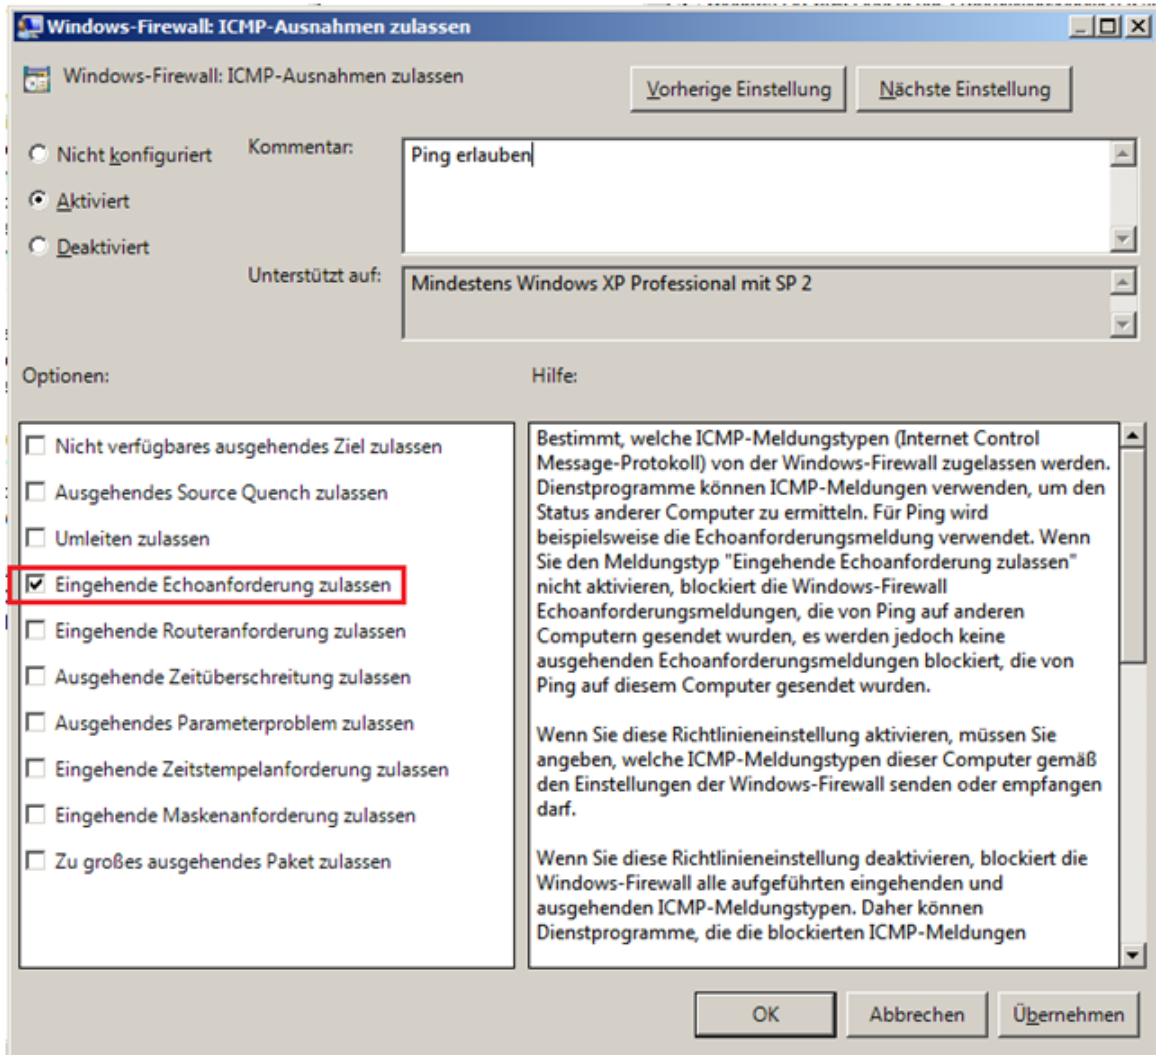 Windows-Firewall: ICMP-Ausnahmen zulassen
Windows-Firewall: ICMP-Ausnahmen zulassen
Vorherige Einstellung
Nächste Einstellung
Nicht konfiguriert
Kommentar:
Ping erlauben
Aktiviert
Deaktiviert
Unterstützt auf:
Mindestens Windows XP Professional mit SP 2
Optionen:
Hilfe:
Nicht verfügbares ausgehendes Ziel zulassen
Ausgehendes Source Quench zulassen
Umleiten zulassen
Eingehende Echoanforderung zulassen
Eingehende Routeranforderung zulassen
Ausgehende Zeitüberschreitung zulassen
Ausgehendes Parameterproblem zulassen
Eingehende Zeitstempelanforderung zulassen
Eingehende Maskenanforderung zulassen
Zu großes ausgehendes Paket zulassen
Bestimmt, welche ICMP-Meldungstypen (Internet Control
Message-Protokoll) von der Windows-Firewall zugelassen werden.
Dienstprogramme können ICMP-Meldungen verwenden, um den
Status anderer Computer zu ermitteln. Für Ping wird
beispielsweise die Echoanforderungsmeldung verwendet. Wenn
Sie den Meldungstyp "Eingehende Echoanforderung zulassen"
nicht aktivieren, blockiert die Windows-Firewall
Echoanforderungsmeldungen, die von Ping auf anderen
Computern gesendet wurden, es werden jedoch keine
ausgehenden Echoanforderungsmeldungen blockiert, die von
Ping auf diesem Computer gesendet wurden.
Wenn Sie diese Richtlinieneinstellung aktivieren, müssen Sie
angeben, welche ICMP-Meldungstypen dieser Computer gemäß
den Einstellungen der Windows-Firewall senden oder empfangen
darf.
Wenn Sie diese Richtlinieneinstellung deaktivieren, blockiert die
Windows-Firewall alle aufgeführten eingehenden und
ausgehenden ICMP-Meldungstypen. Daher können
Dienstprogramme, die die blockierten ICMP-Meldungen
OK
Abbrechen
Übernehmen